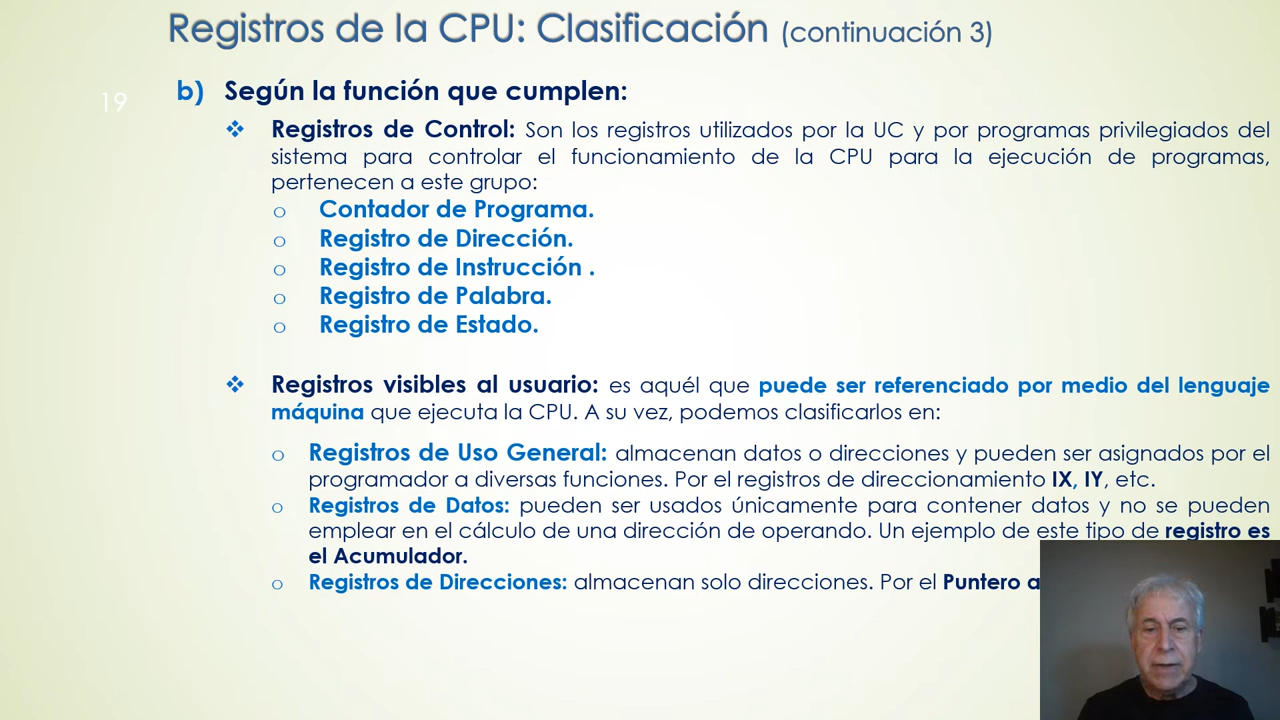 Registros de la CPU: Clasificación (continuación 3)
19
b) Según la función que cumplen:
❖ Registros de Control: Son los registros utilizados por la UC y por programas privilegiados del
sistema para controlar el funcionamiento de la CPU para la ejecución de programas,
pertenecen a este grupo:
o Contador de Programa.
o Registro de Dirección.
o Registro de Instrucción .
o Registro de Palabra.
o Registro de Estado.
❖ Registros visibles al usuario: es aquél que puede ser referenciado por medio del lenguaje
máquina que ejecuta la CPU. A su vez, podemos clasificarlos en:
o Registros de Uso General: almacenan datos o direcciones y pueden ser asignados por el
programador a diversas funciones. Por el registros de direccionamiento IX, IY, etc.
o Registros de Datos: pueden ser usados únicamente para contener datos y no se pueden
emplear en el cálculo de una dirección de operando. Un ejemplo de este tipo de registro es
el Acumulador.
o Registros de Direcciones: almacenan solo direcciones. Por el Puntero a